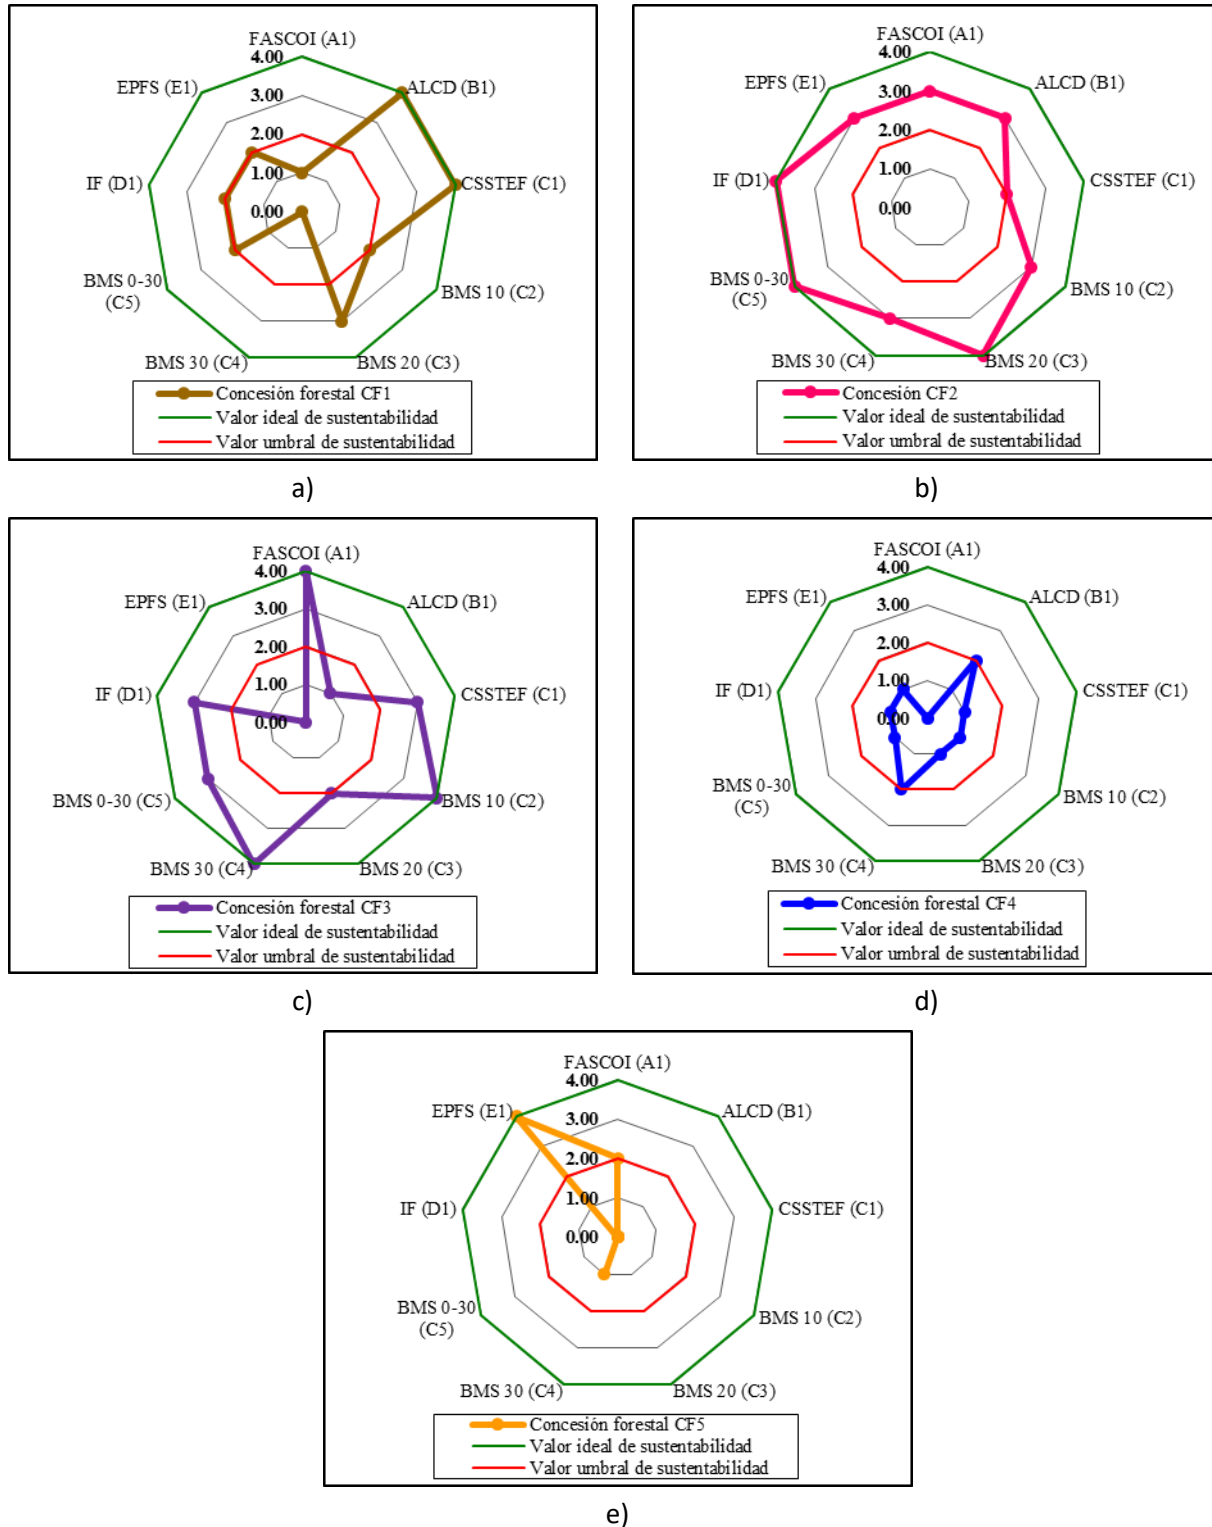 FASCOI (A1)
4.00
EPFS (E1)
ALCD (B1)
3.00
2.00
IF (D1)
1.00
CSSTEF (C1)
0.00
BMS 0-30
(C5)
BMS 10 (C2)
BMS 30 (C4)
BMS 20 (C3)
Concesión forestal CF1
Valor ideal de sustentabilidad
Valor umbral de sustentabilidad
a)
FASCOI (A1)
4.00
EPFS (E1)
ALCD (B1)
3.00
2.00
IF (D1)
1.00
CSSTEF (C1)
0.00
BMS 0-30
(C5)
BMS 10 (C2)
BMS 30 (C4)
BMS 20 (C3)
Concesión forestal CF2
Valor ideal de sustentabilidad
Valor umbral de sustentabilidad
b)
FASCOI (A1)
4.00
EPFS (E1)
ALCD (B1)
3.00
2.00
IF (D1)
1.00
CSSTEF (C1)
0.00
BMS 0-30 (C5)
BMS 10 (C2)
BMS 30 (C4)
BMS 20 (C3)
Concesión forestal CF3
Valor ideal de sustentabilidad
Valor umbral de sustentabilidad
c)
FASCOI (A1)
4.00
EPFS (E1)
ALCD (B1)
3.00
2.00
IF (D1)
1.00
CSSTEF (C1)
0.00
BMS 0-30
(C5)
BMS 10 (C2)
BMS 30 (C4)
BMS 20 (C3)
Concesión forestal CF4
Valor ideal de sustentabilidad
Valor umbral de sustentabilidad
d)
FASCOI (A1)
4.00
EPFS (E1)
ALCD (B1)
3.00
2.00
IF (D1)
1.00
CSSTEF (C1)
0.00
BMS 0-30
(C5)
BMS 10 (C2)
BMS 30 (C4)
BMS 20 (C3)
Concesión forestal CF5
Valor ideal de sustentabilidad
Valor umbral de sustentabilidad
e)